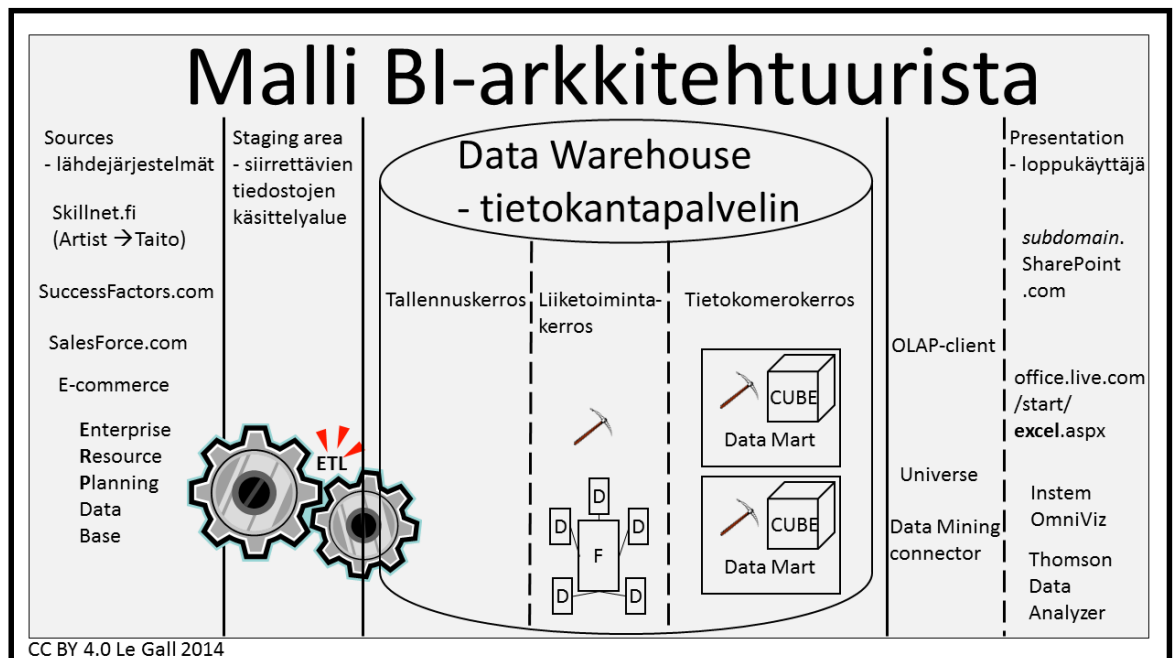 Malli BI-arkkitehtuurista
Sources
- lähdejärjestelmät
Skillnet.fi
(Artist →Taito)
SuccessFactors.com
SalesForce.com
E-commerce
Enterprise
Resource
Planning
Data
Base
Staging area
- siirrettävien
tiedostojen
käsittelyalue
ETL
Data Warehouse
- tietokantapalvelin
Tallennuskerros
Liiketoiminta-
kerros
D
D
D
F
D
D
Tietokomerokerros
CUBE
Data Mart
CUBE
Data Mart
OLAP-client
Universe
Data Mining
connector
Presentation
- loppukäyttäjä
subdomain.
SharePoint
.com
office.live.com
/start/
excel.aspx
Instem
OmniViz
Thomson
Data
Analyzer
CC BY 4.0 Le Gall 2014